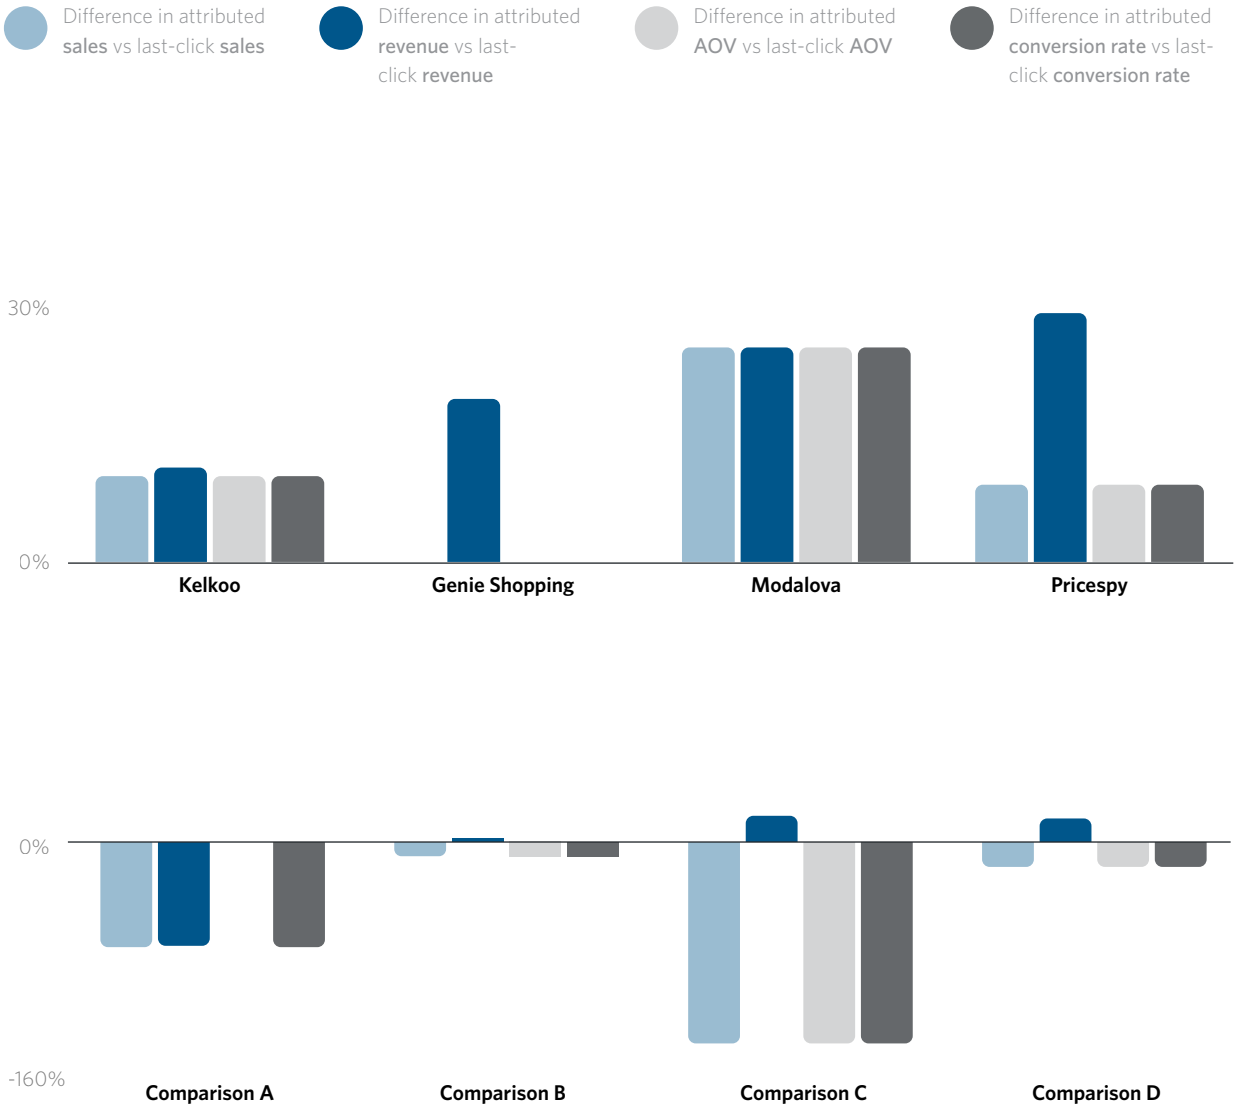 Difference in attributed
sales vs last-click sales
Difference in attributed
revenue vs last-
click revenue
Difference in attributed
AOV vs last-click AOV
Difference in attributed
conversion rate vs last-
click conversion rate
30%
0%
Kelkoo
Genie Shopping
Modalova
Pricespy
0%
-160%
Comparison A
Comparison B
Comparison C
Comparison D